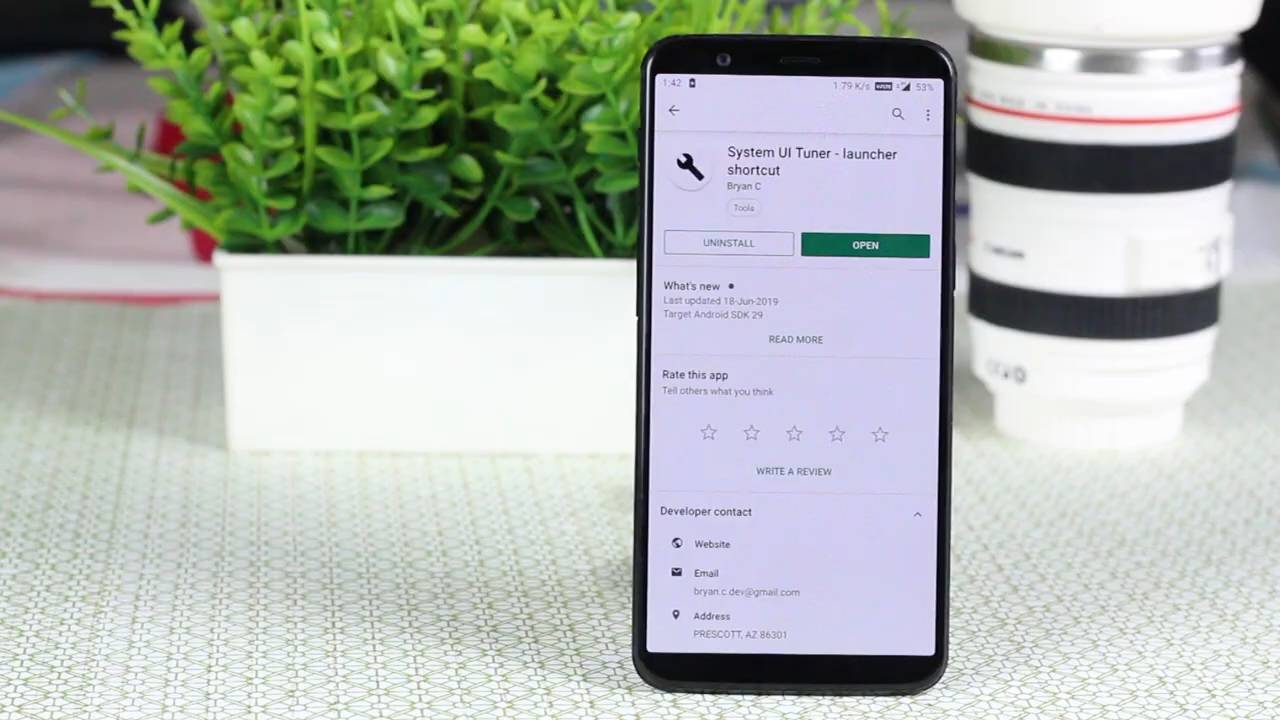 1:42
1.79 K/s
53%
System UI Tuner - launcher
shortcut
Bryan C
Tools
UNINSTALL
OPEN
What's new
Last updated 18-Jun-2019
Target Android SDK 29
READ MORE
Rate this app
Tell others what you think
WRITE A REVIEW
Developer contact
Website
Email
bryan.c.dev@gmail.com
Address
PRESCOTT, AZ 86301